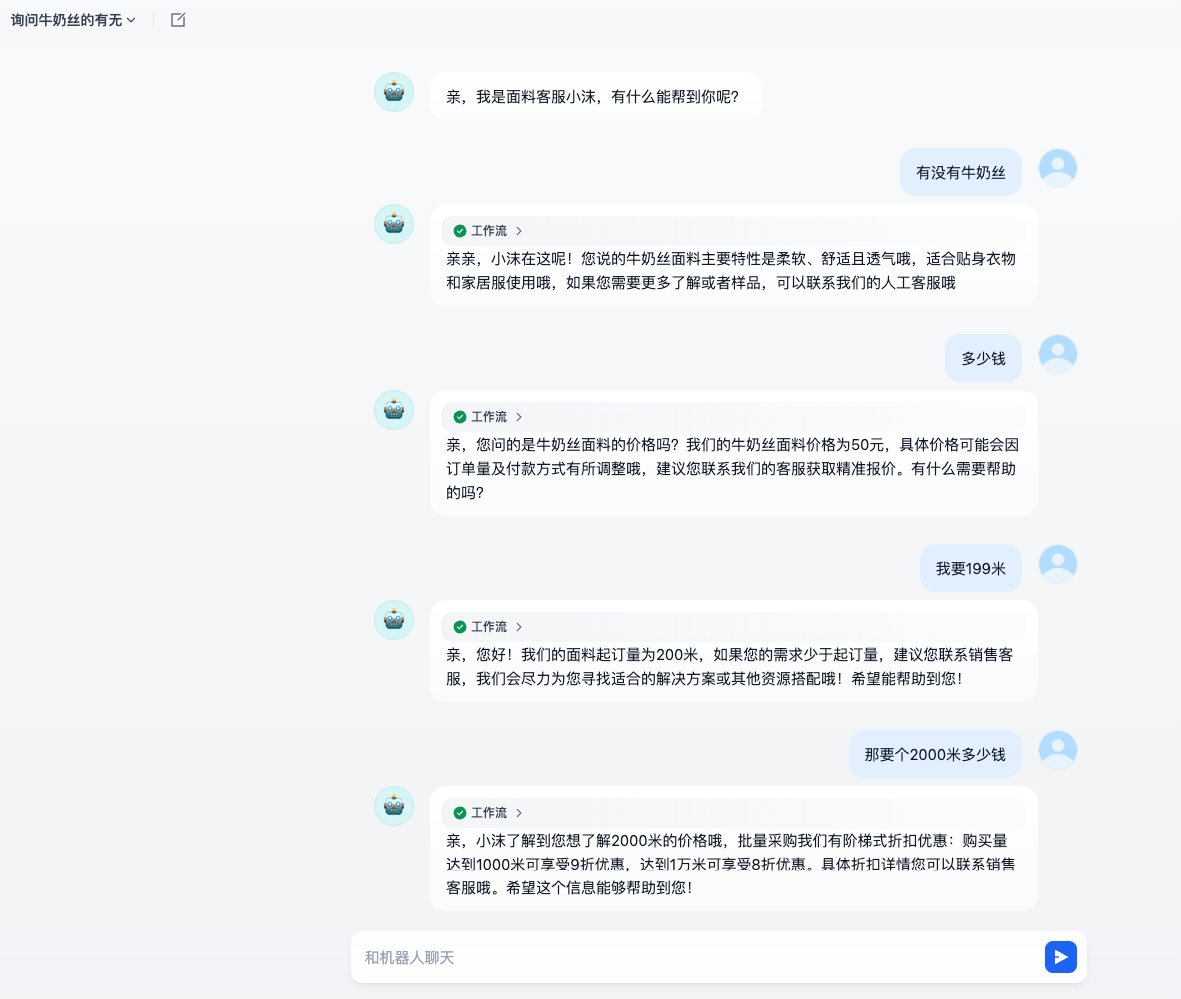 询问牛奶丝的有无
亲，我是面料客服小沫，有什么能帮到你呢?
有没有牛奶丝
工作流
亲亲，小沫在这呢！您说的牛奶丝面料主要特性是柔软、舒适且透气哦，适合贴身衣物
和家居服使用哦，如果您需要更多了解或者样品，可以联系我们的人工客服哦
多少钱
工作流
亲，您问的是牛奶丝面料的价格吗？我们的牛奶丝面料价格为50元，具体价格可能会因
订单量及付款方式有所调整哦，建议您联系我们的客服获取精准报价。有什么需要帮助
的吗?
我要199米
工作流
亲，您好！我们的面料起订量为200米，如果您的需求少于起订量，建议您联系销售客
服，我们会尽力为您寻找适合的解决方案或其他资源搭配哦！希望能帮助到您！
那要个2000米多少钱
工作流
亲，小沫了解到您想了解2000米的价格哦，批量采购我们有阶梯式折扣优惠：购买量
达到1000米可享受9折优惠，达到1万米可享受8折优惠。具体折扣详情您可以联系销售
客服哦。希望这个信息能够帮助到您！
和机器人聊天